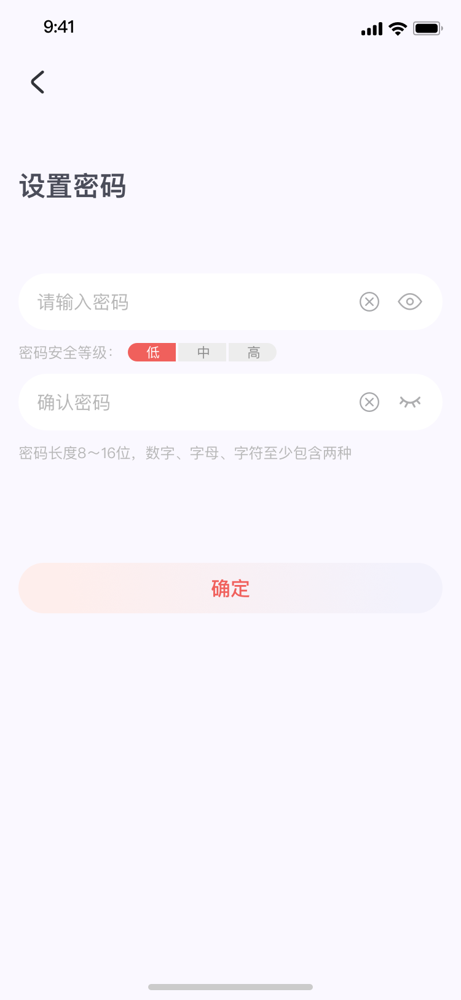 9:41
设置密码
请输入密码
密码安全等级： 低 中 高
确认密码
密码长度8～16位，数字、字母、字符至少包含两种
确定